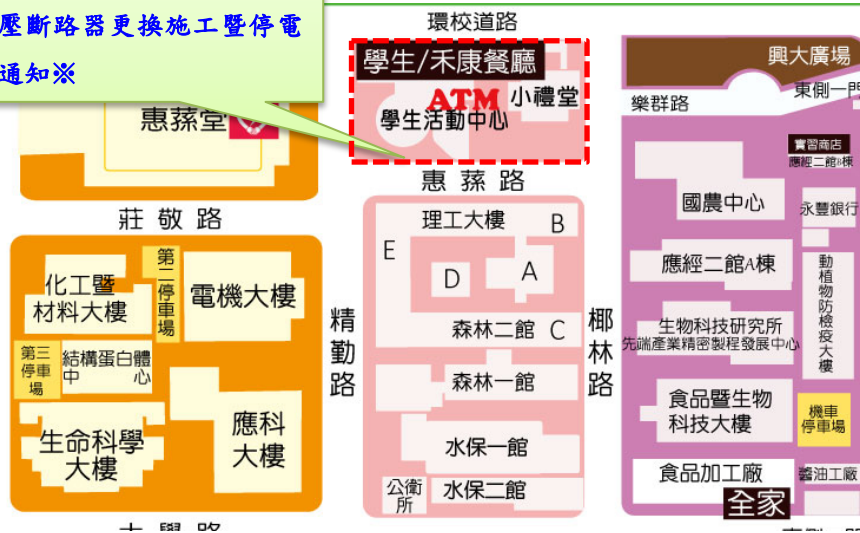 壓斷路器更換施工暨停電
通知※
環校道路
學生/禾康餐廳
ATM
小禮堂
學生活動中心
惠蓀堂
惠蓀路
莊敬路
化工暨
材料大樓
第二停車場
電機大樓
第三
停車
場
結構蛋白體
中心
生命科學
大樓
應科
大樓
精勤路
理工大樓
B
E
D
A
森林二館 C
森林一館
水保一館
公衛
所
水保二館
椰林路
興大廣場
東側一門
樂群路
實習商店
應經二館B棟
國農中心
永豐銀行
應經二館A棟
動植物防檢疫大樓
生物科技研究所
先端產業精密製程發展中心
食品暨生物
科技大樓
機車
停車場
食品加工廠
醬油工廠
全家
大學路